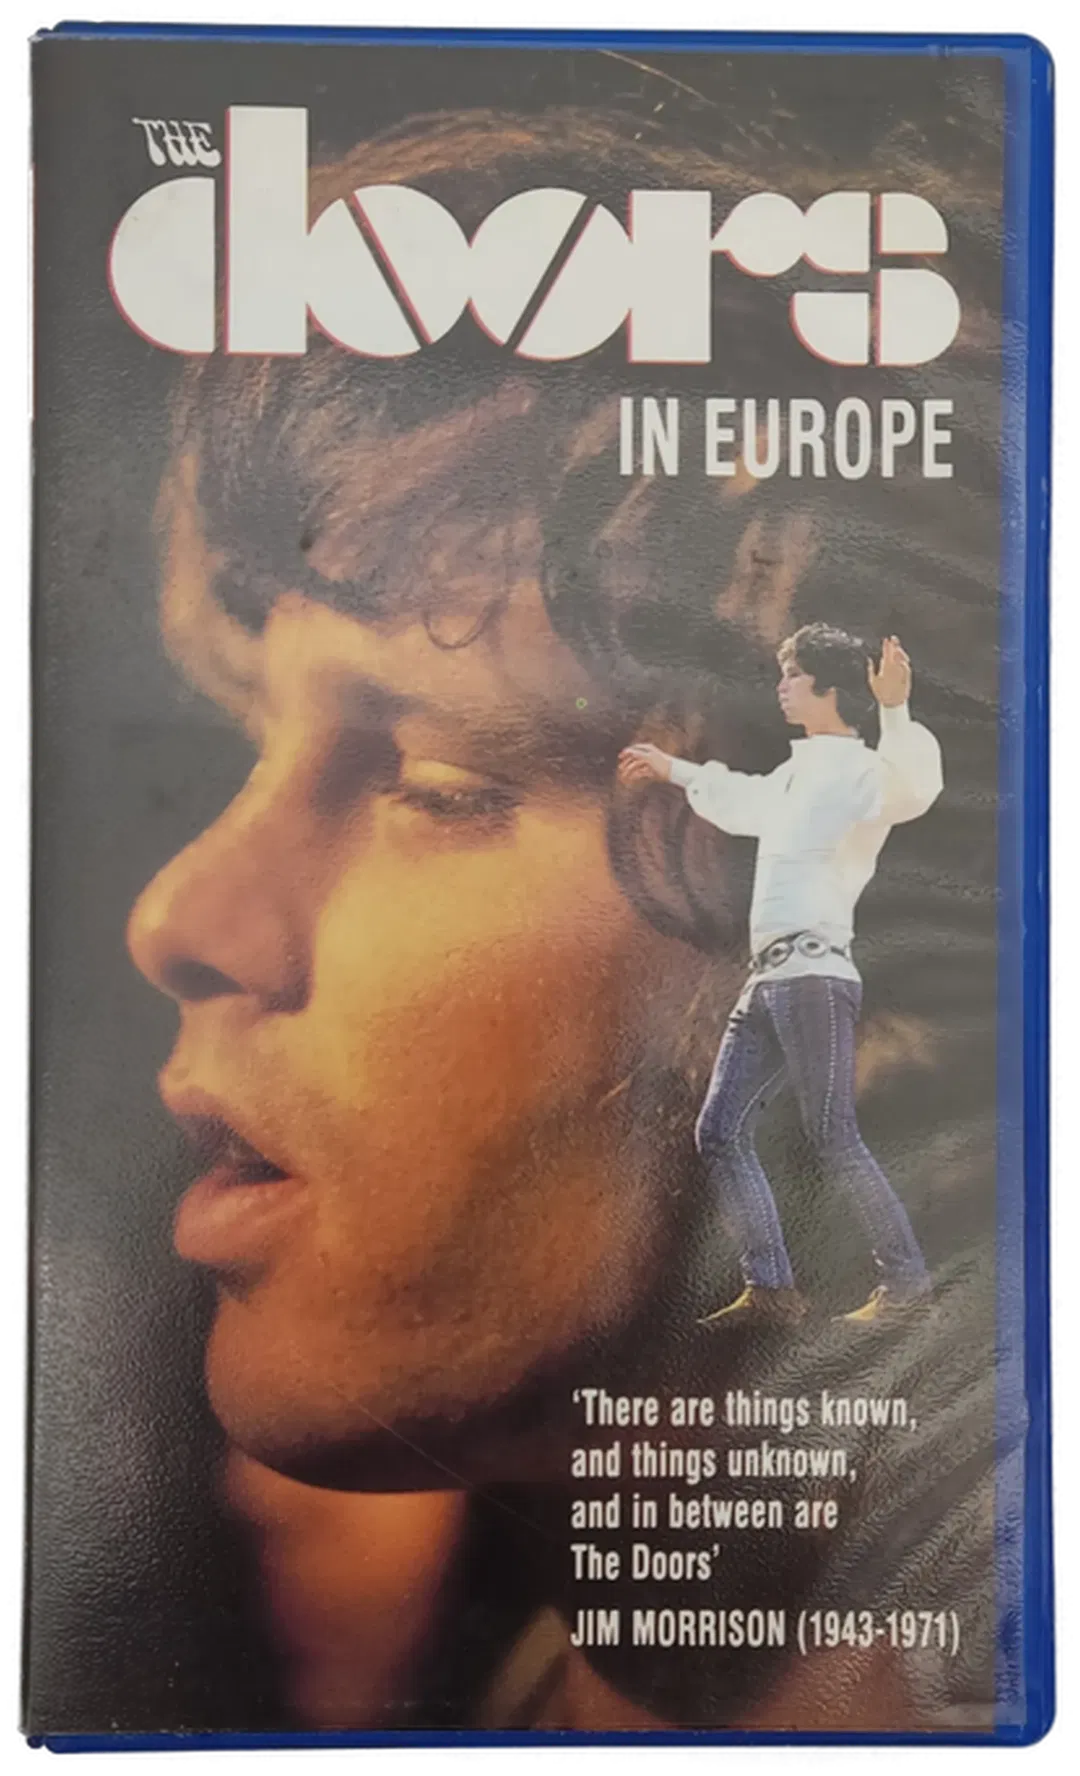 THE
doors
IN EUROPE
‘There are things known,
and things unknown,
and in between are
The Doors’
JIM MORRISON (1943-1971)